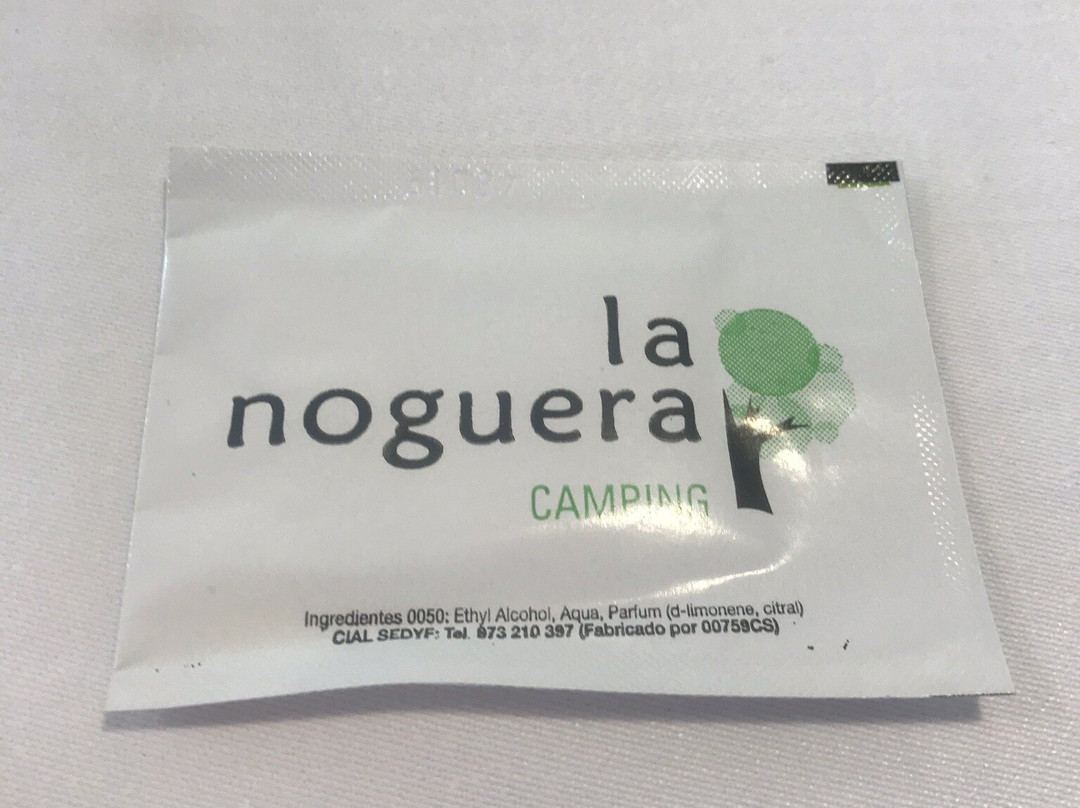 la
noguera
CAMPING
Ingredientes 0050: Ethyl Alcohol, Aqua, Parfum (d-limonene, citral)
CIAL SEDYF: Tel. 973 210 397 (Fabricado por 00759CS)